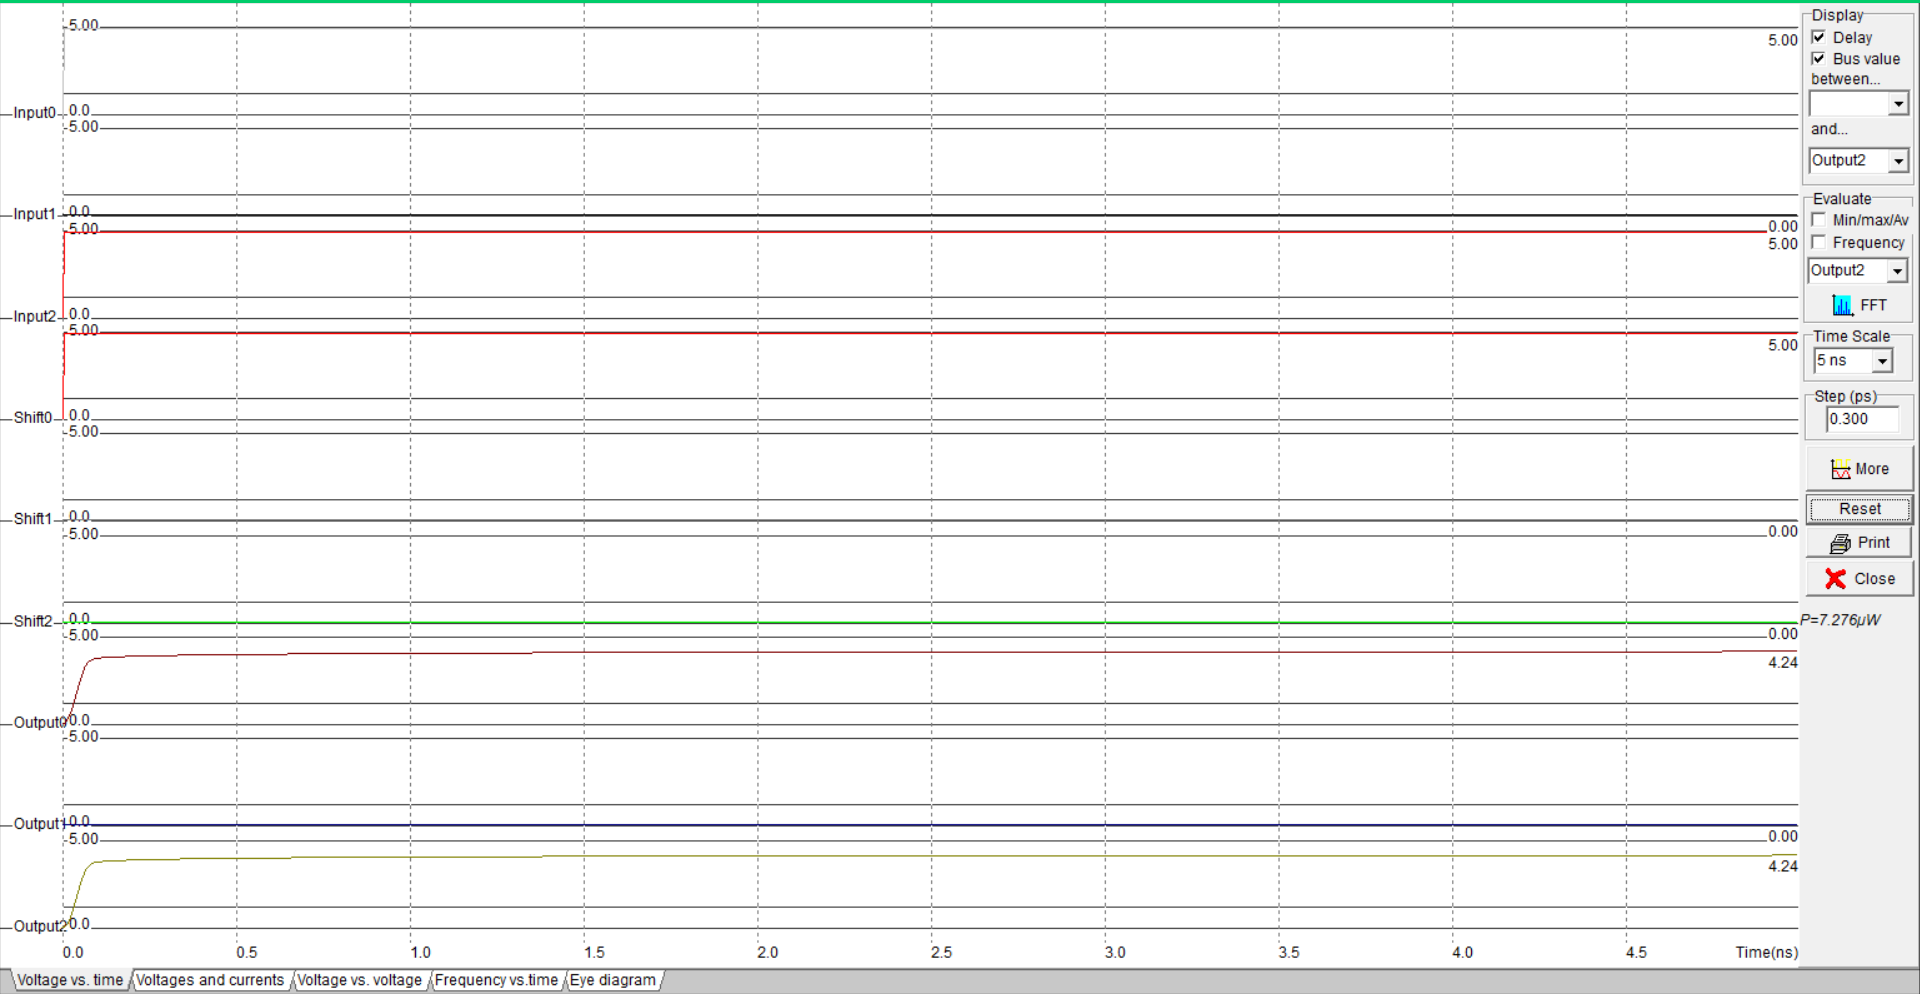 5.00
5.00
Input0 0.0
5.00
Input1 0.0
0.00
5.00
5.00
Input2 0.0
5.00
5.00
Shift0 0.0
5.00
Shift1 0.0
0.00
5.00
Shift2 0.0
0.00
5.00
4.24
Output0 0.0
5.00
Output1 0.0
0.00
5.00
4.24
Output2 0.0
0.0 0.5 1.0 1.5 2.0 2.5 3.0 3.5 4.0 4.5 Time(ns)
Voltage vs. time Voltages and currents Voltage vs. voltage Frequency vs.time Eye diagram
Display
Delay
Bus value
between...
and...
Output2
Evaluate
Min/max/Av
Frequency
Output2
FFT
Time Scale
5 ns
Step (ps)
0.300
More
Reset
Print
Close
P=7.276µW